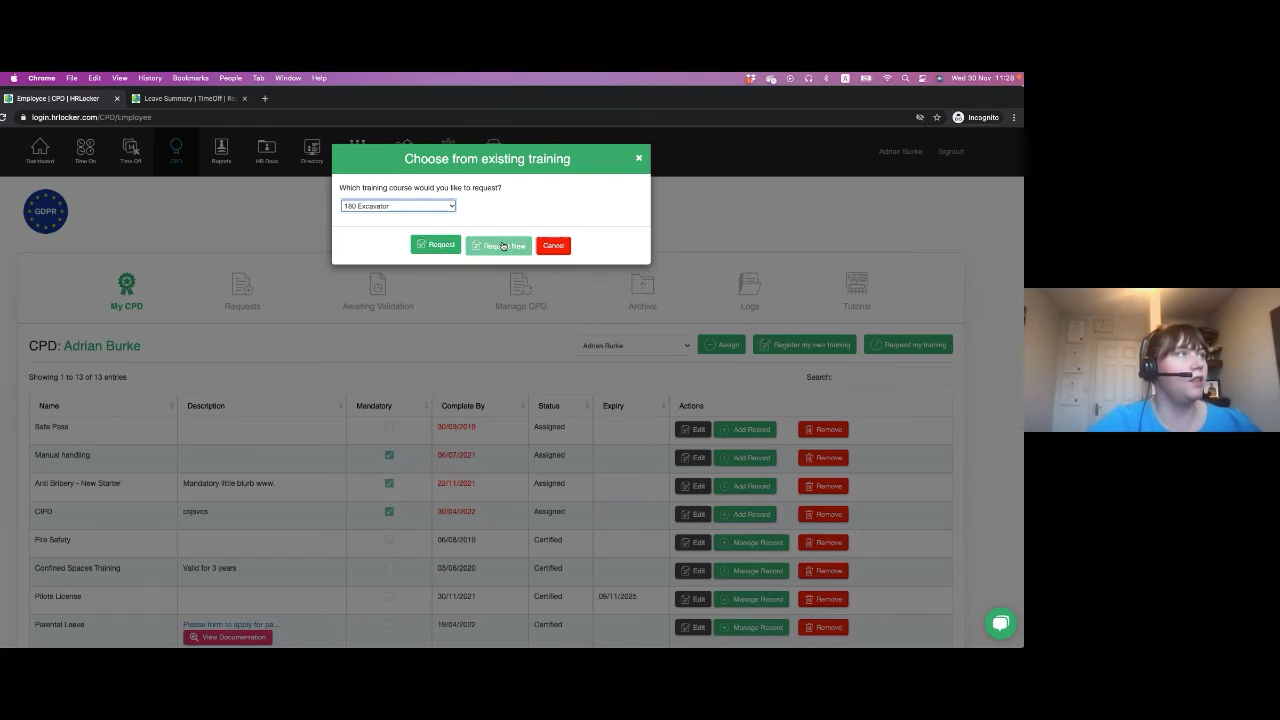 Chrome File Edit View History Bookmarks People Tab Window Help
A
Wed 30 Nov 11:28
Employee | CPD | HRLocker
Leave Summary | TimeOff | Re
login.hrlocker.com/CPD/Employee
Incognito
Dashboard Time On Time Off CPD Reports HR Docs Directory
Adrian Burke Signout
Choose from existing training
Which training course would you like to request?
180 Excavator
Request Request New Cancel
GDPR
My CPD Requests Awaiting Validation Manage CPD Archive Logs Tutorial
CPD: Adrian Burke
Adrian Burke Assign Register my own training Request my training
Showing 1 to 13 of 13 entries
Search:
Name Description Mandatory Complete By Status Expiry Actions
Safe Pass 30/09/2019 Assigned Edit Add Record Remove
Manual handling 06/07/2021 Assigned Edit Add Record Remove
Anti Bribery - New Starter Mandatory little blurb www. 22/11/2021 Assigned Edit Add Record Remove
CIPD csjsvcs 30/04/2022 Assigned Edit Add Record Remove
Fire Safety 06/08/2019 Certified Edit Manage Record Remove
Confined Spaces Training Valid for 3 years 03/06/2020 Certified Edit Manage Record Remove
Pilots License 30/11/2021 Certified 09/11/2025 Edit Manage Record Remove
Parental Leave Please form to apply for pa... 19/04/2022 Certified Edit Manage Record Remove
View Documentation